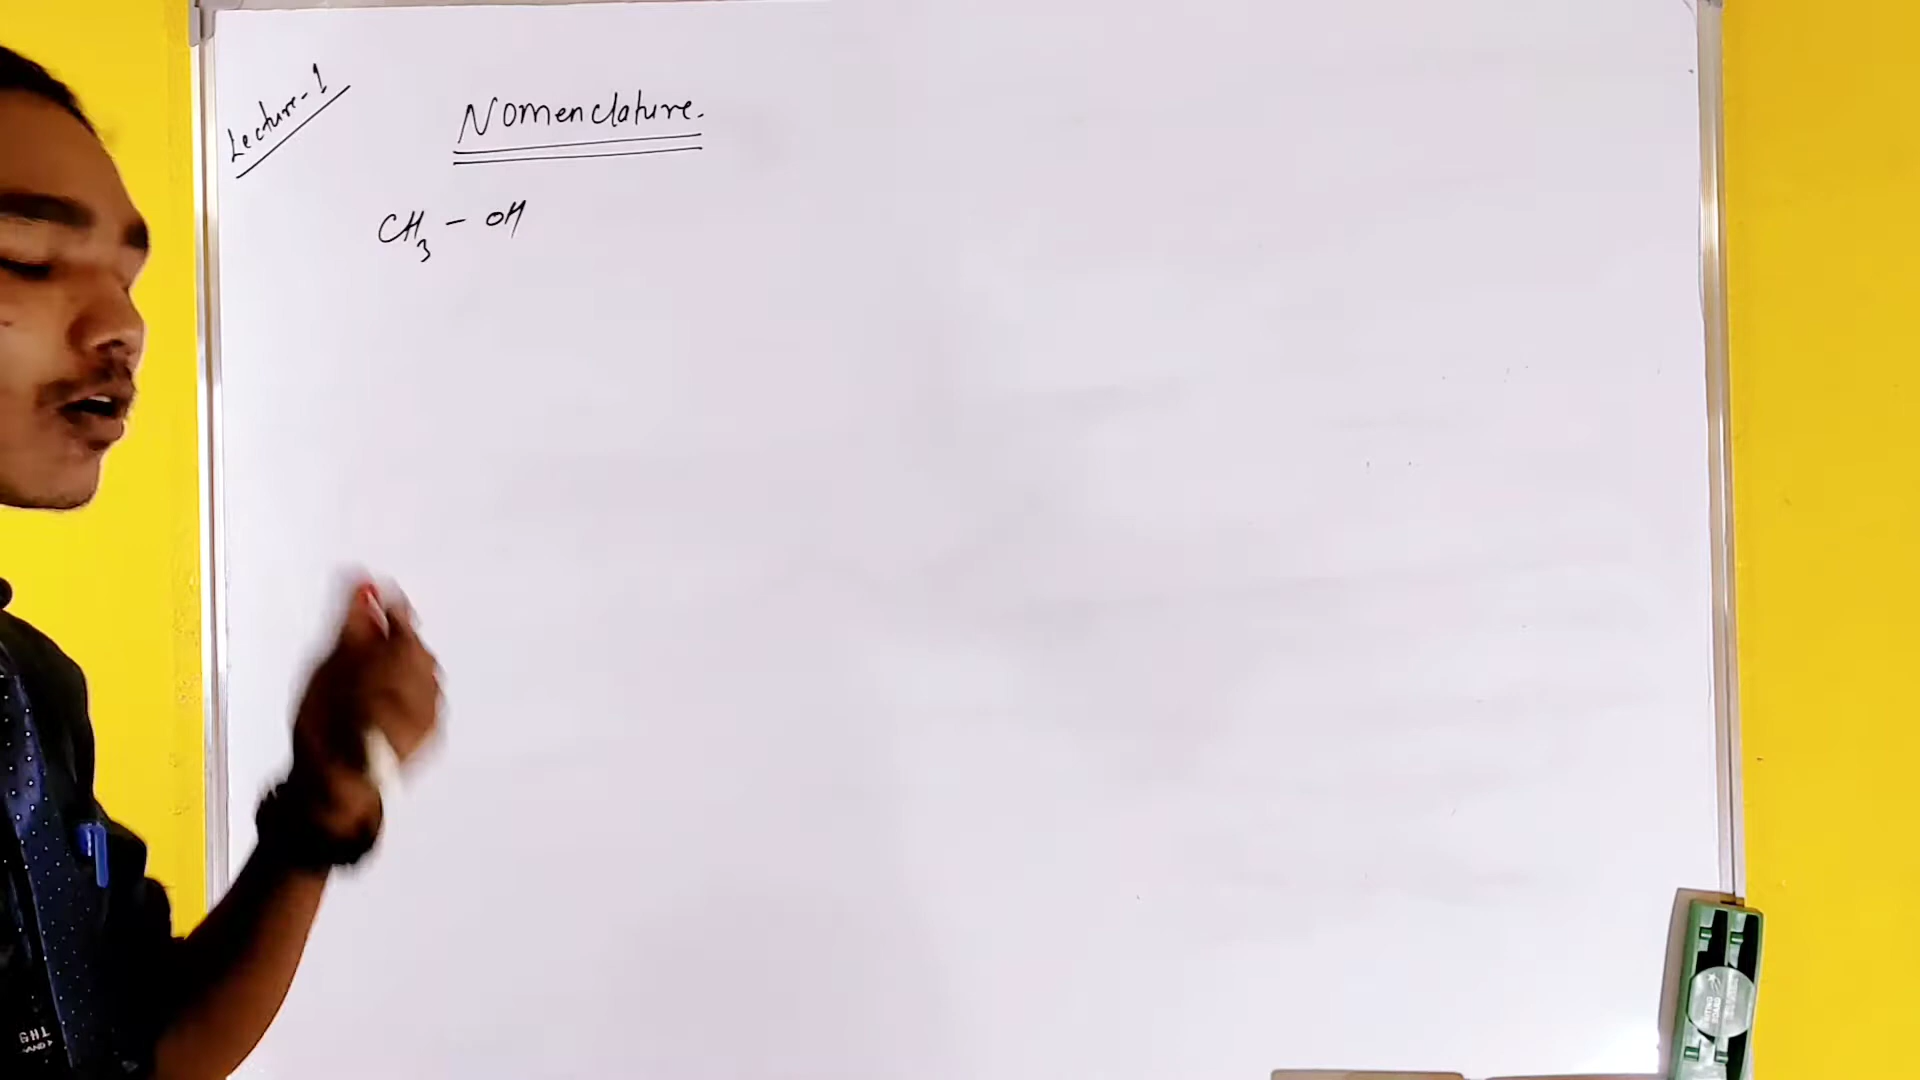 Lecture-1
Nomenclature.
CH₃ - OH